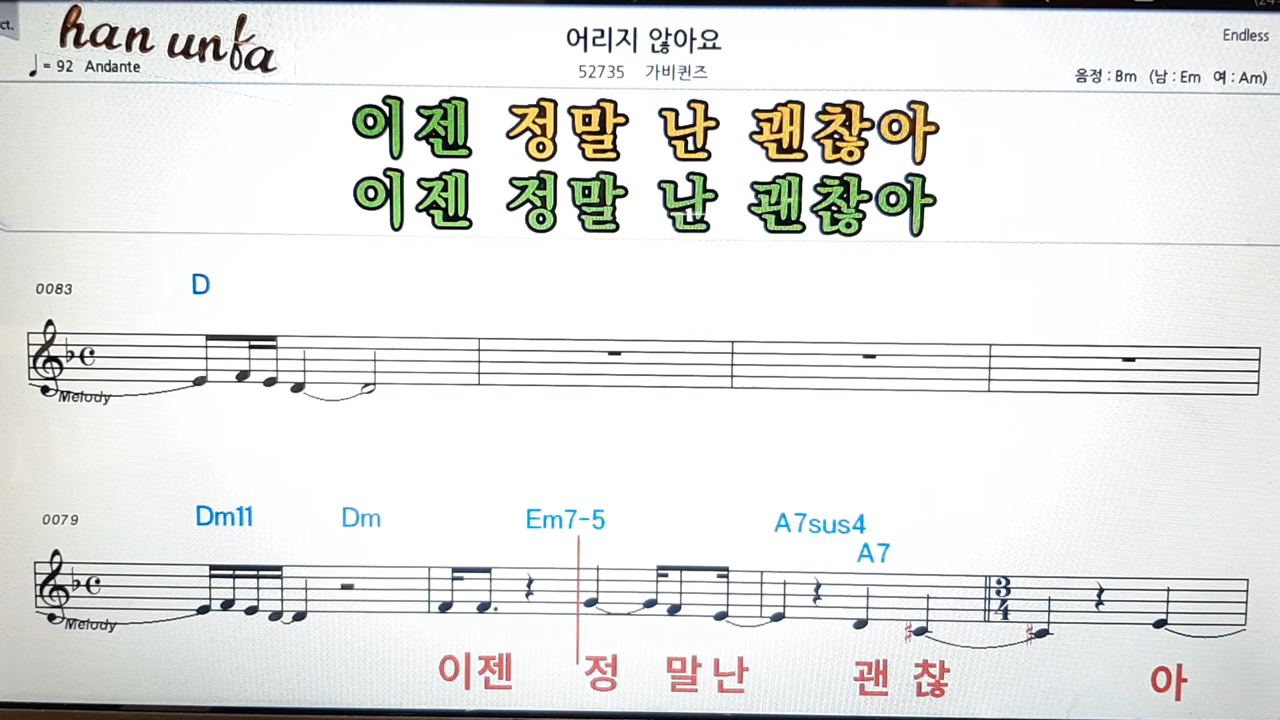 ct.
han unfa
어리지 않아요
Endless
♩= 92 Andante
52735 가비퀸즈
음정 : Bm (남 : Em 여 : Am)
이젠 정말 난 괜찮아
이젠 정말 난 괜찮아
0083
D
Melody
0079
Dm11 Dm Em7-5 A7sus4
A7
3
4
Melody
이젠 정 말난 괜 찮 아